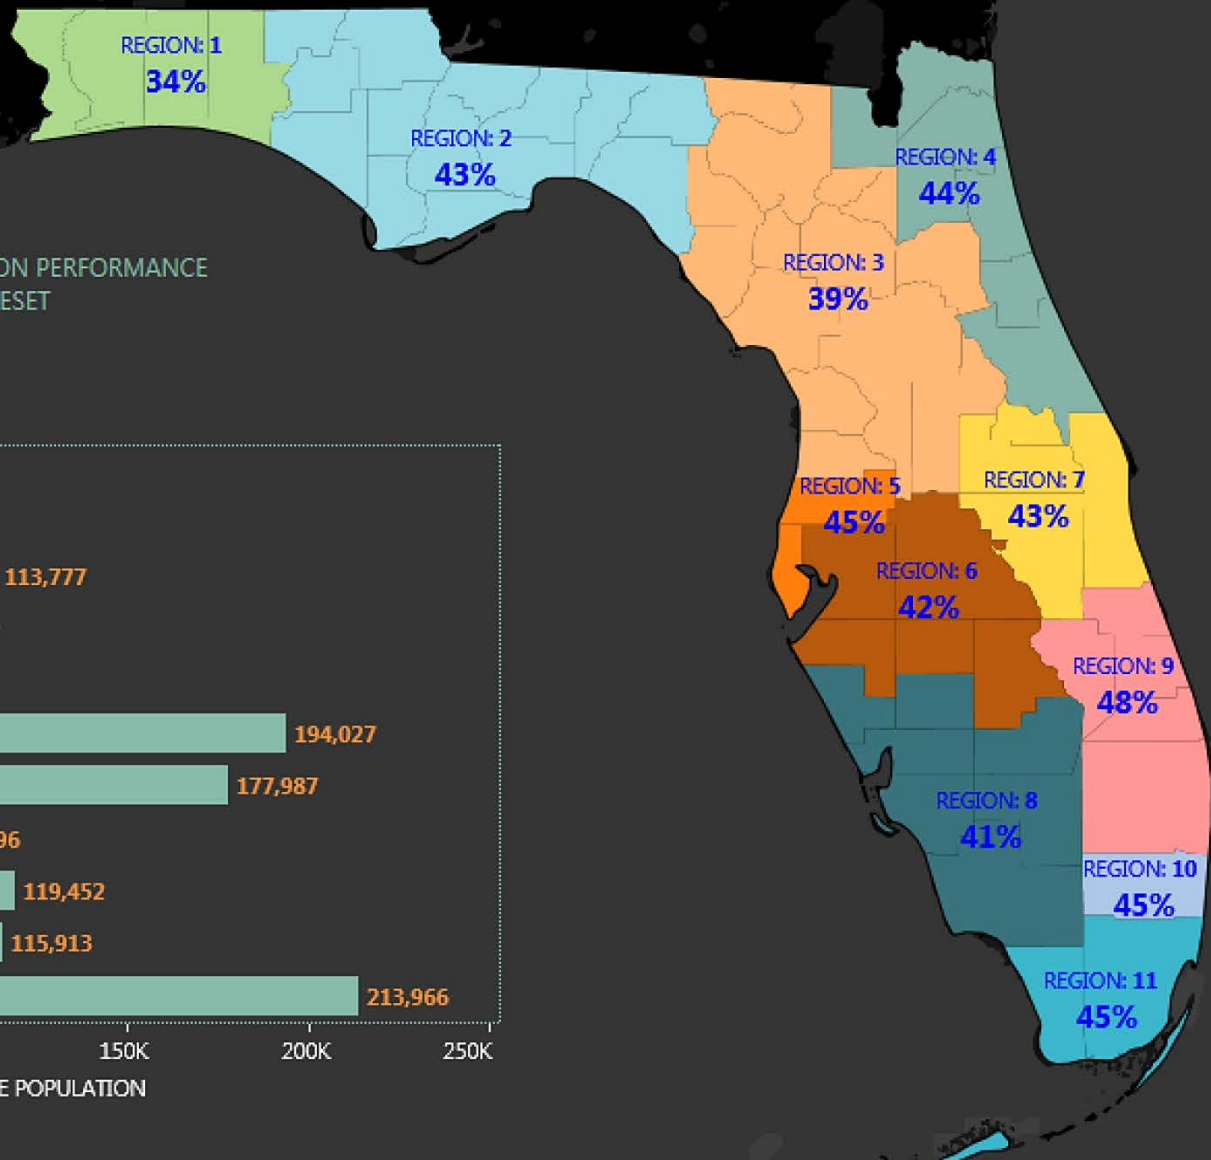 REGION: 1
34%
REGION: 2
43%
REGION: 4
44%
ON PERFORMANCE
ESET
REGION: 3
39%
REGION: 5
45%
REGION: 7
43%
113,777
REGION: 6
42%
REGION: 9
48%
194,027
177,987
REGION: 8
41%
96
REGION: 10
45%
119,452
115,913
213,966
REGION: 11
45%
150K 200K 250K
E POPULATION